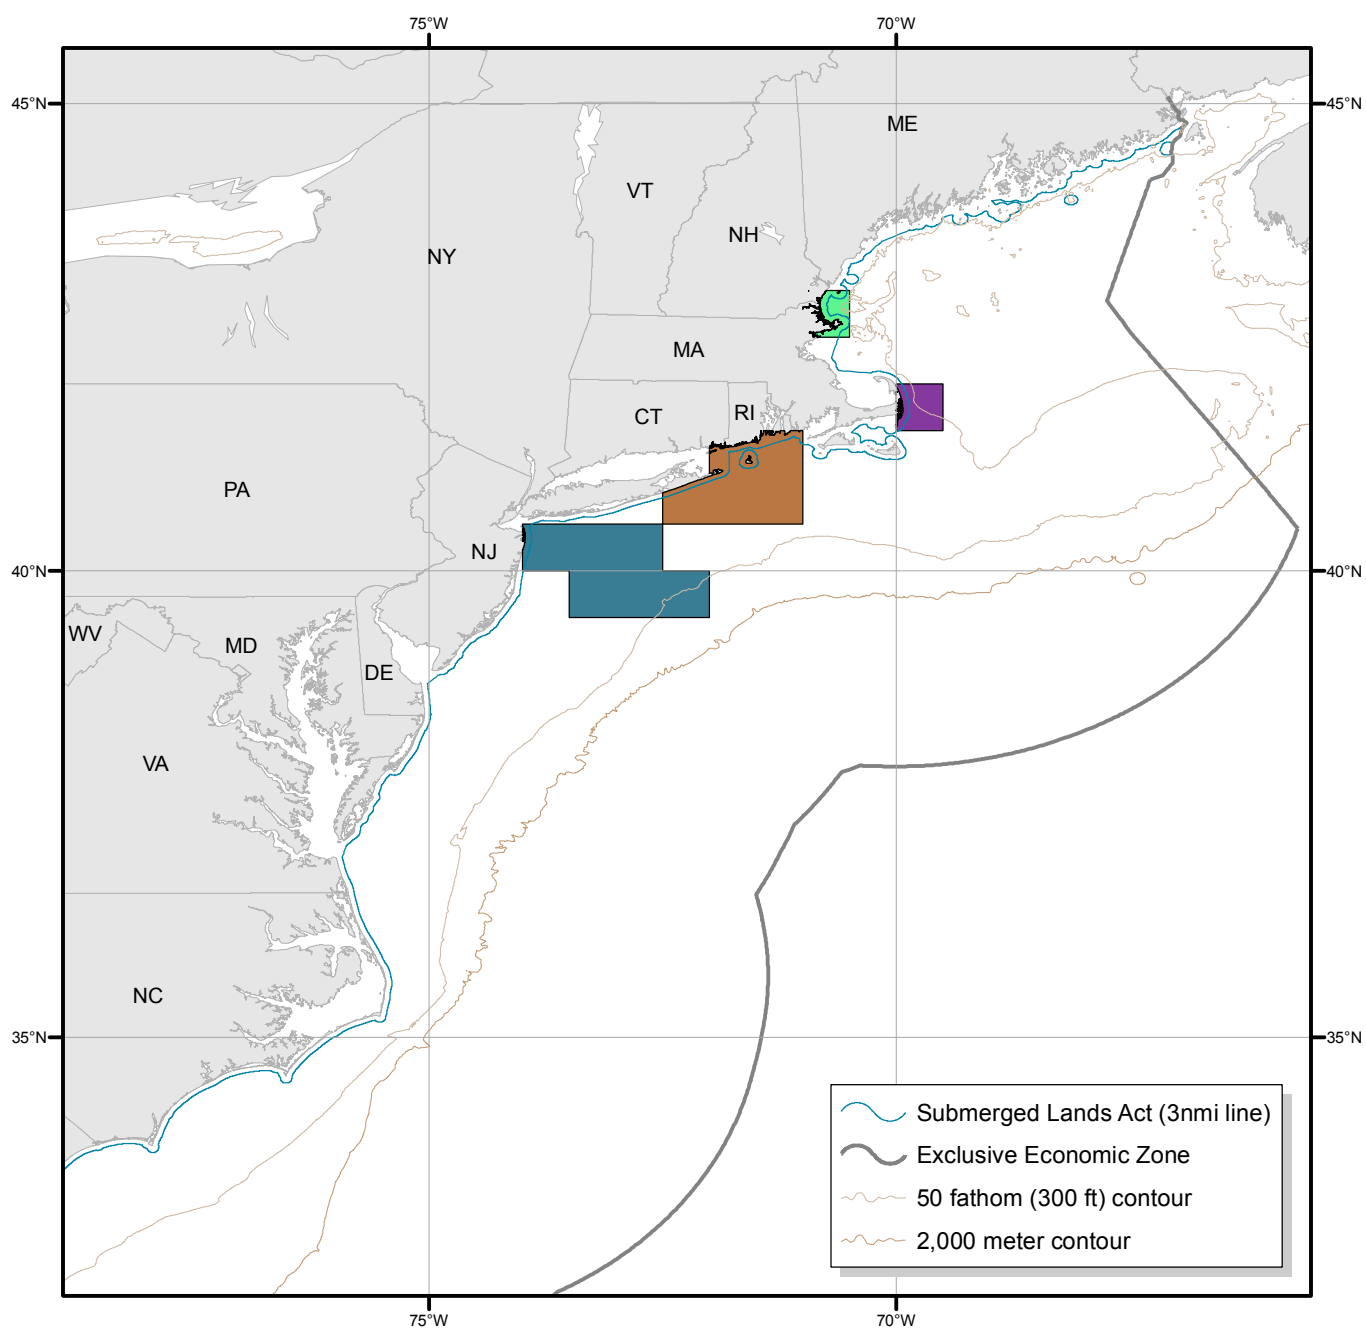 75°W
70°W
45°N
45°N
ME
VT
NH
NY
MA
CT
RI
PA
NJ
40°N
40°N
WV
MD
DE
VA
NC
35°N
35°N
Submerged Lands Act (3nmi line)
Exclusive Economic Zone
50 fathom (300 ft) contour
2,000 meter contour
75°W
70°W